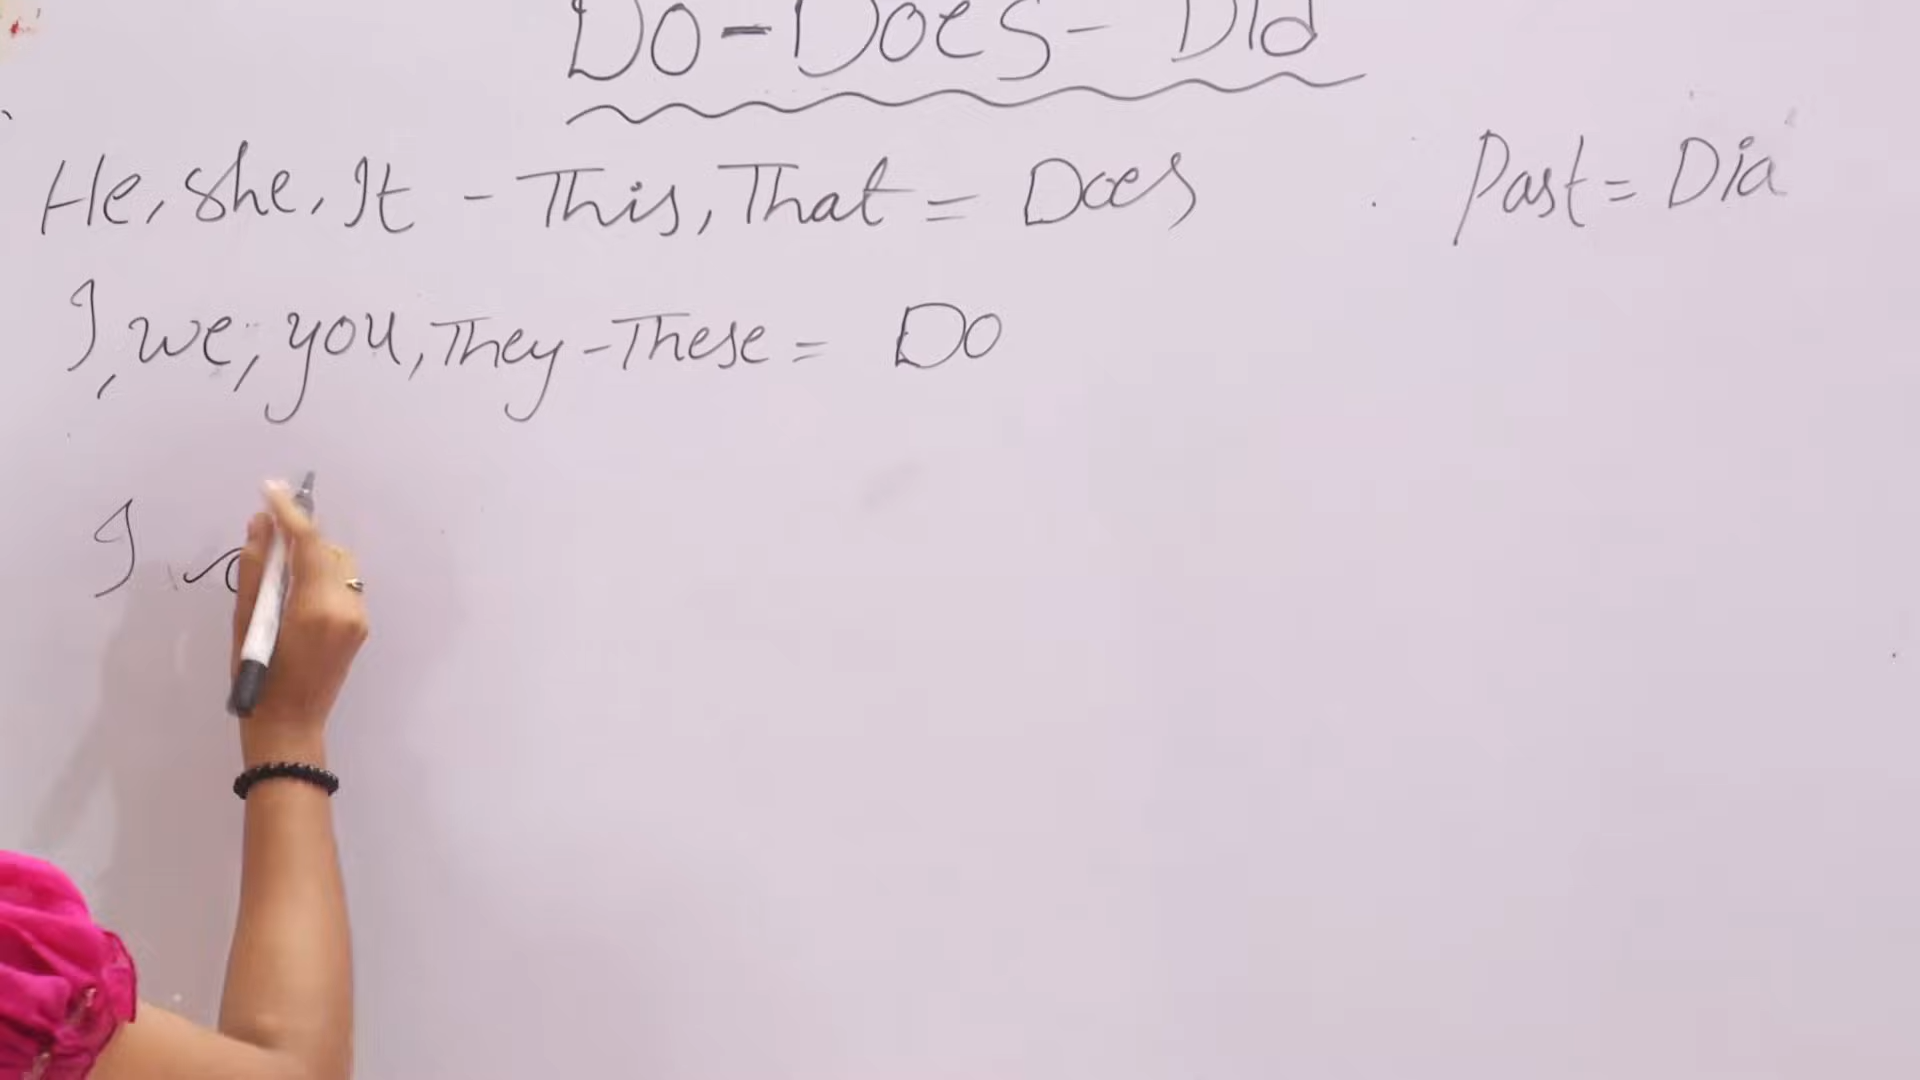 Do - Does - Did
He, she, It - This, That = Does
Past = Did
I, we, you, They - These = Do
I